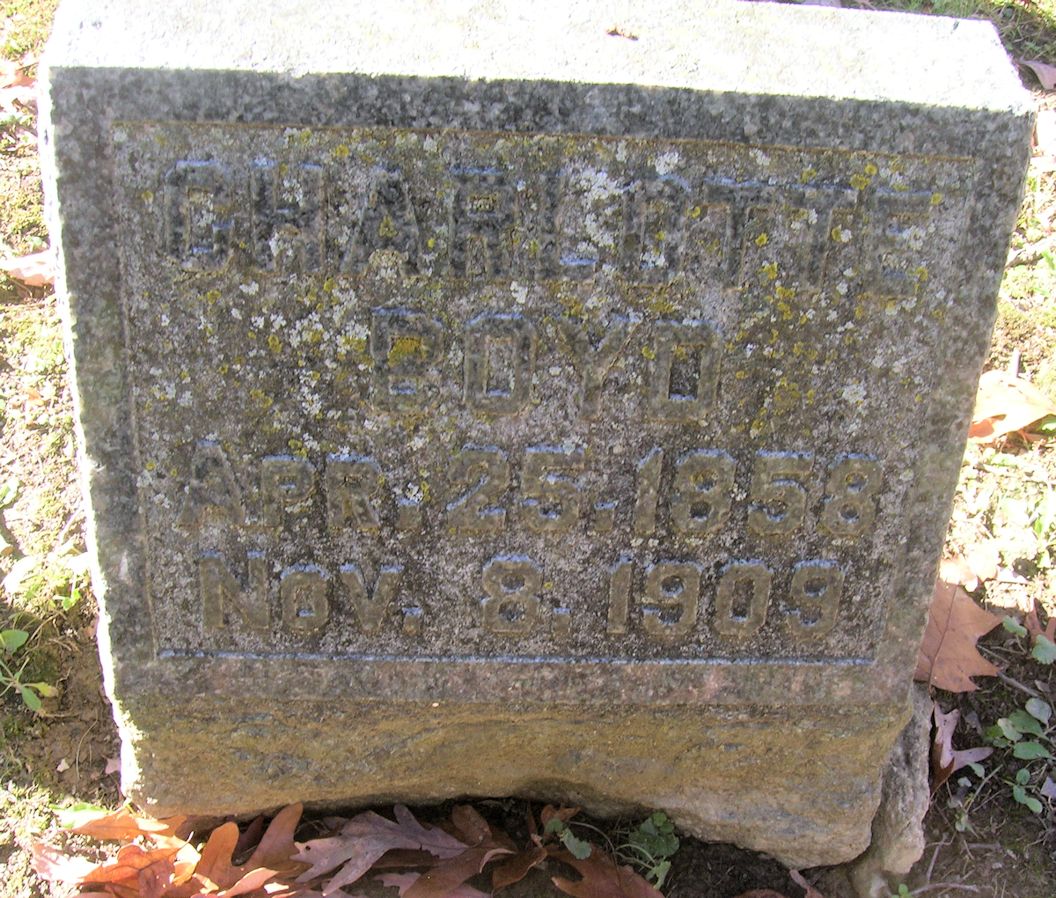 CHARLOTTE
BOYD
APR. 25. 1858
NOV. 8. 1909